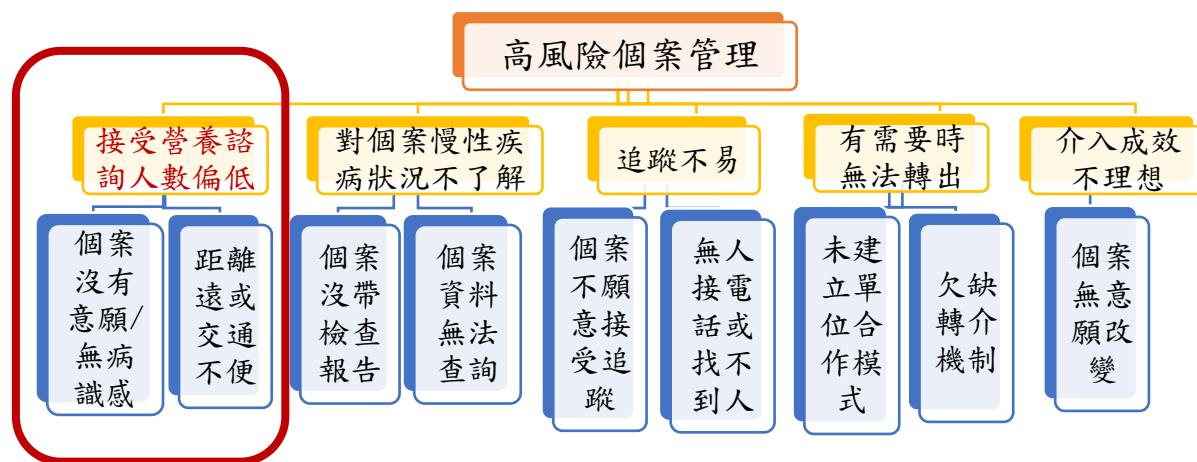 高風險個案管理
接受營養諮
詢人數偏低
對個案慢性疾
病狀況不了解
追蹤不易
有需要時
無法轉出
介入成效
不理想
個案
沒有
意願/
無病
識感
距離
遠或
交通
不便
個案
沒帶
檢查
報告
個案
資料
無法
查詢
個案
不願
意接
受追
蹤
無人
接電
話或
找不
到人
未建
立單
位合
作模
式
欠缺
轉介
機制
個案
無意
願改
變